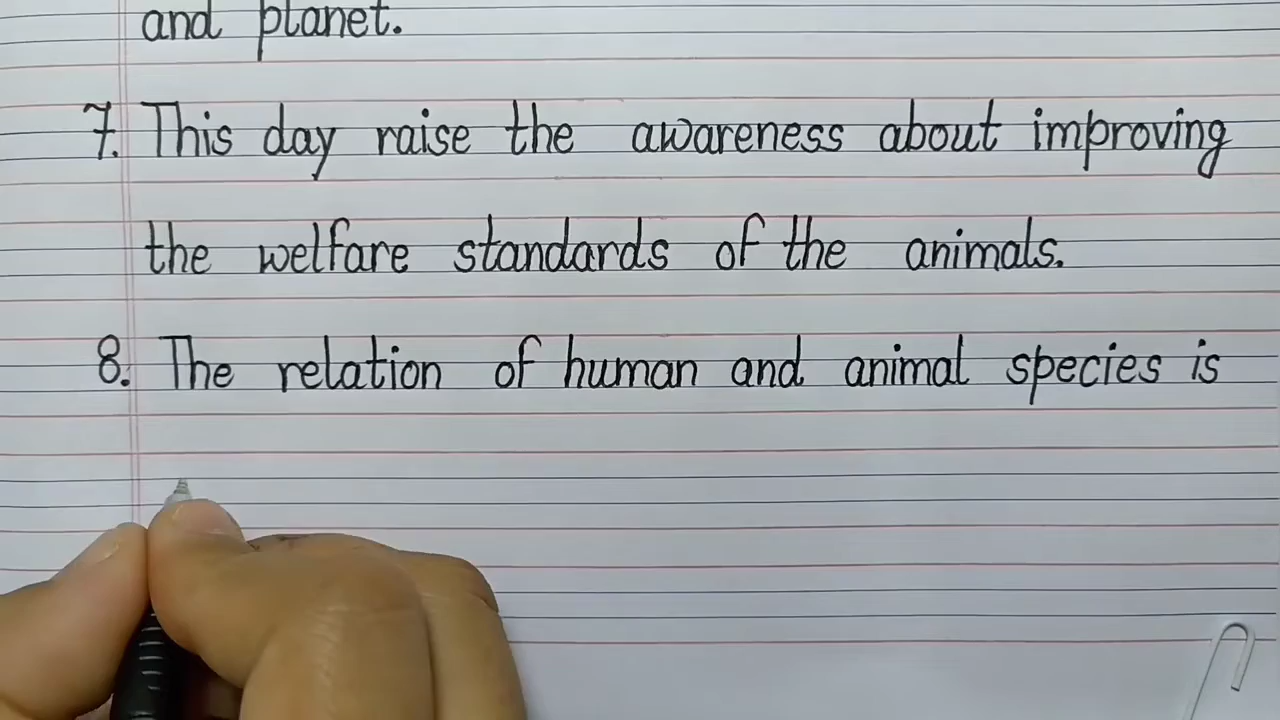 and planet.
7. This day raise the awareness about improving
the welfare standards of the animals.
8. The relation of human and animal species is